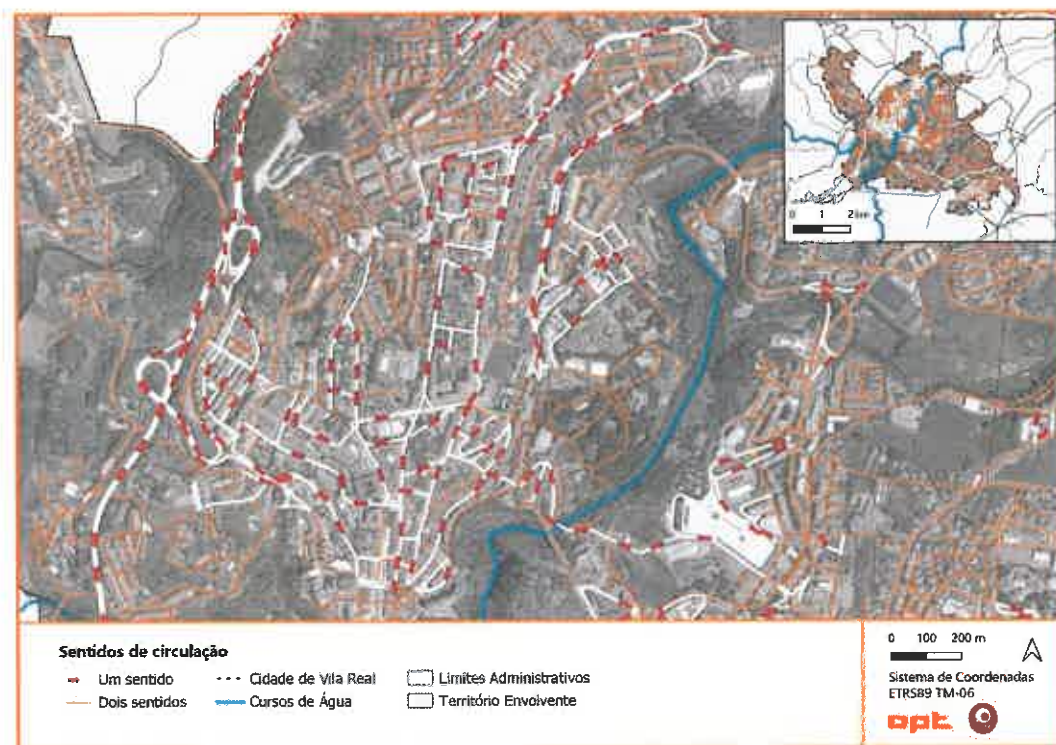 0 1 2 km
Sentidos de circulação
Um sentido
Dois sentidos
Cidade de Vila Real
Cursos de Água
Limites Administrativos
Território Envolvente
0 100 200 m
Sistema de Coordenadas
ETRS89 TM-06
opt